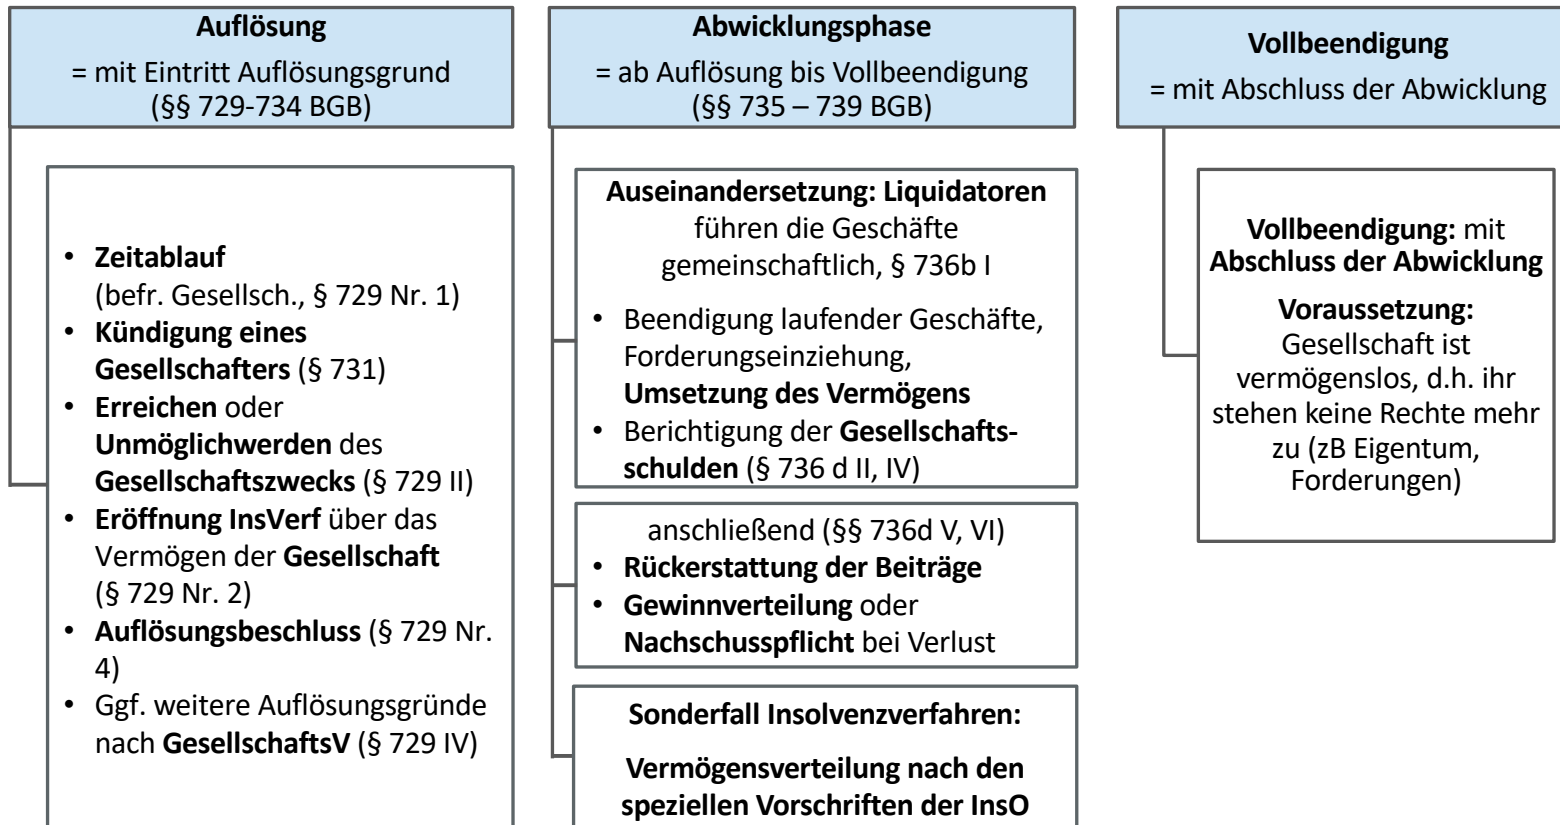 Auflösung
= mit Eintritt Auflösungsgrund
(§§ 729-734 BGB)
• Zeitablauf
(befr. Gesellsch., § 729 Nr. 1)
• Kündigung eines
Gesellschafters (§ 731)
• Erreichen oder
Unmöglichwerden des
Gesellschaftszwecks (§ 729 II)
• Eröffnung InsVerf über das
Vermögen der Gesellschaft
(§ 729 Nr. 2)
• Auflösungsbeschluss (§ 729 Nr.
4)
• Ggf. weitere Auflösungsgründe
nach GesellschaftsV (§ 729 IV)
Abwicklungsphase
= ab Auflösung bis Vollbeendigung
(§§ 735 – 739 BGB)
Auseinandersetzung: Liquidatoren
führen die Geschäfte
gemeinschaftlich, § 736b I
• Beendigung laufender Geschäfte,
Forderungseinziehung,
Umsetzung des Vermögens
• Berichtigung der Gesellschafts-
schulden (§ 736 d II, IV)
anschließend (§§ 736d V, VI)
• Rückerstattung der Beiträge
• Gewinnverteilung oder
Nachschusspflicht bei Verlust
Sonderfall Insolvenzverfahren:
Vermögensverteilung nach den
speziellen Vorschriften der InsO
Vollbeendigung
= mit Abschluss der Abwicklung
Vollbeendigung: mit
Abschluss der Abwicklung
Voraussetzung:
Gesellschaft ist
vermögenslos, d.h. ihr
stehen keine Rechte mehr
zu (zB Eigentum,
Forderungen)